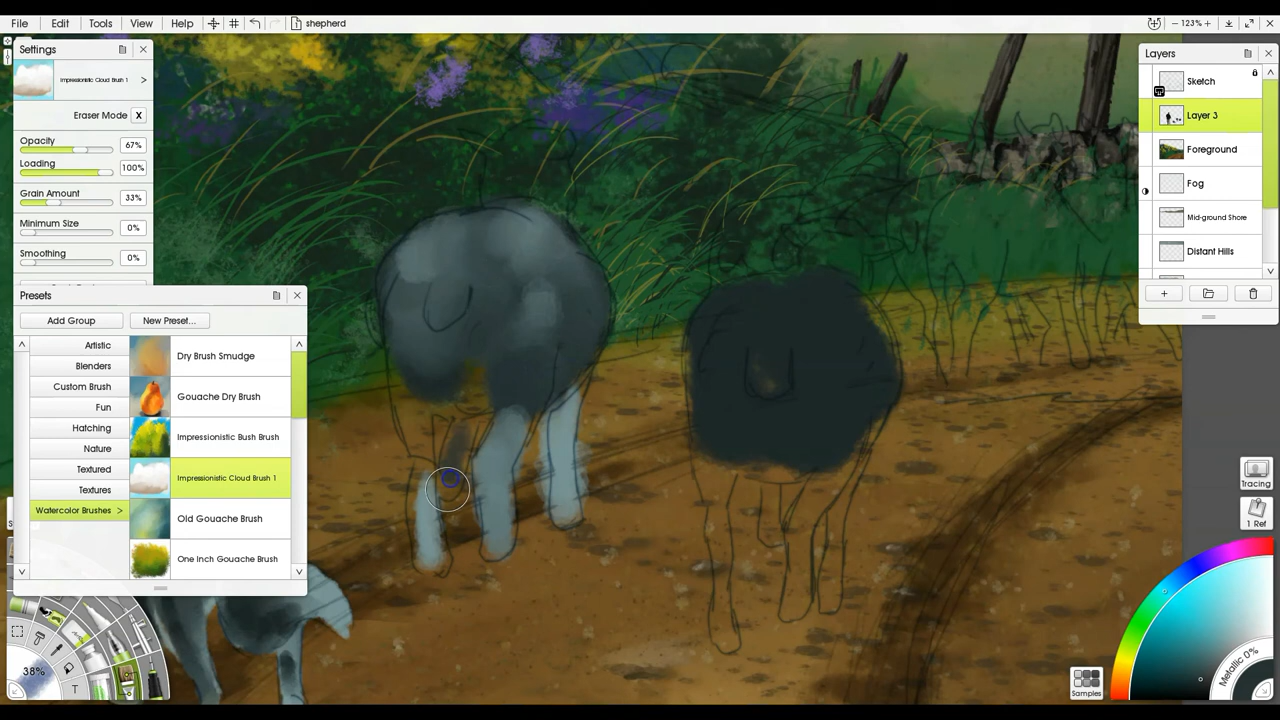 File Edit Tools View Help shepherd - 123% +
Settings
Impressionistic Cloud Brush 1 >
Eraser Mode X
Opacity 67%
Loading 100%
Grain Amount 33%
Minimum Size 0%
Smoothing 0%
Presets
Add Group New Preset...
Artistic
Blenders
Custom Brush
Fun
Hatching
Nature
Textured
Textures
Watercolor Brushes >
Dry Brush Smudge
Gouache Dry Brush
Impressionistic Bush Brush
Impressionistic Cloud Brush 1
Old Gouache Brush
One Inch Gouache Brush
38%
T
Layers
Sketch
Layer 3
Foreground
Fog
Mid-ground Shore
Distant Hills
Tracing
1 Ref
Metallic 0%
Samples